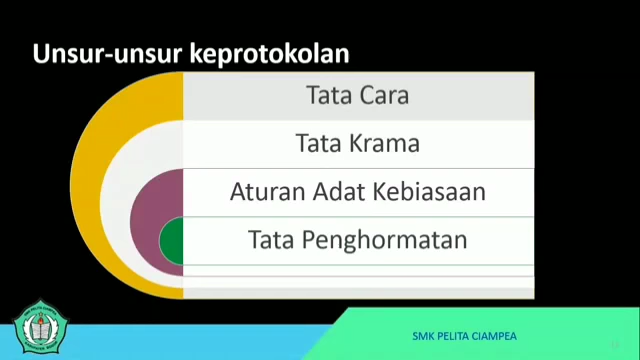 Unsur-unsur keprotokolan
Tata Cara
Tata Krama
Aturan Adat Kebiasaan
Tata Penghormatan
SMK PELITA CIAMPEA